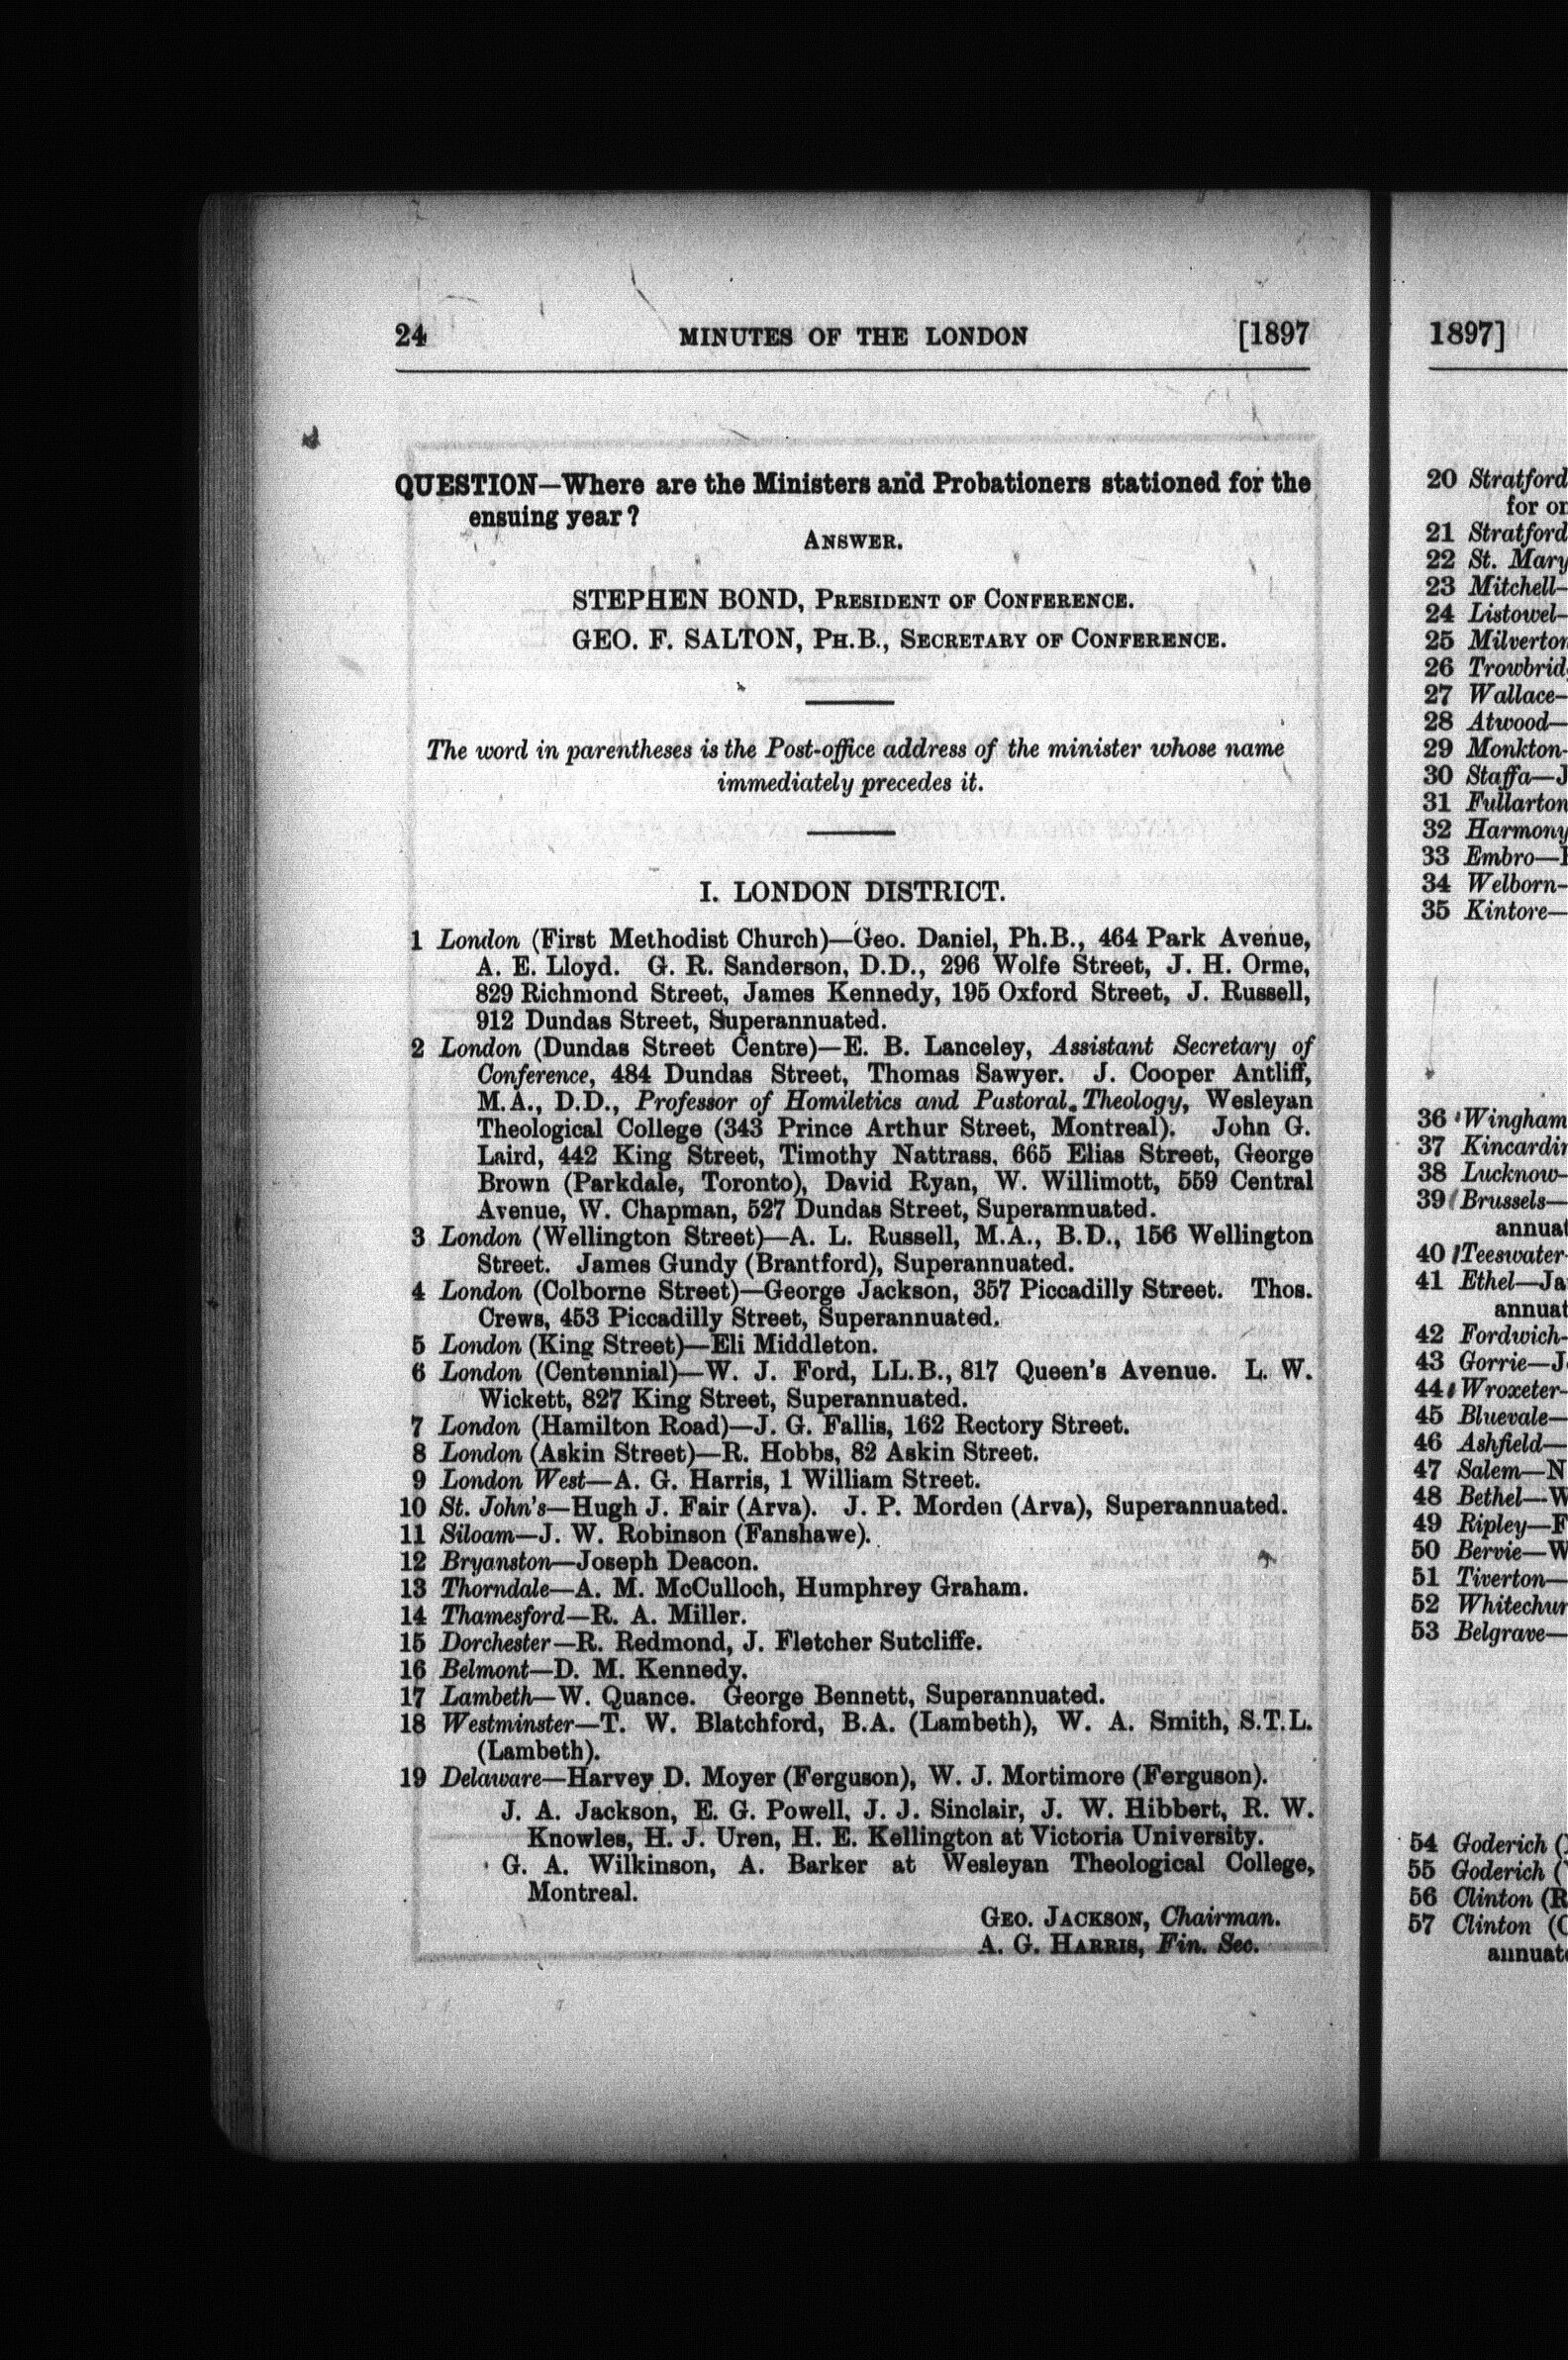 24 MINUTES OF THE LONDON [1897
QUESTION—Where are the Ministers and Probationers stationed for the
ensuing year?
ANSWER.
STEPHEN BOND, PRESIDENT OF CONFERENCE.
GEO. F. SALTON, PH.B., SECRETARY OF CONFERENCE.
The word in parentheses is the Post-office address of the minister whose name
immediately precedes it.
I. LONDON DISTRICT.
1 London (First Methodist Church)—Geo. Daniel, Ph.B., 464 Park Avenue,
A. E. Lloyd. G. R. Sanderson, D.D., 296 Wolfe Street, J. H. Orme,
829 Richmond Street, James Kennedy, 195 Oxford Street, J. Russell,
912 Dundas Street, Superannuated.
2 London (Dundas Street Centre)—E. B. Lanceley, Assistant Secretary of
Conference, 484 Dundas Street, Thomas Sawyer. J. Cooper Antliff,
M.A., D.D., Professor of Homiletics and Pastoral Theology, Wesleyan
Theological College (343 Prince Arthur Street, Montreal). John G.
Laird, 442 King Street, Timothy Nattrass, 665 Elias Street, George
Brown (Parkdale, Toronto), David Ryan, W. Willimott, 559 Central
Avenue, W. Chapman, 527 Dundas Street, Superannuated.
3 London (Wellington Street)—A. L. Russell, M.A., B.D., 156 Wellington
Street. James Gundy (Brantford), Superannuated.
4 London (Colborne Street)—George Jackson, 357 Piccadilly Street. Thos.
Crews, 453 Piccadilly Street, Superannuated.
5 London (King Street)—Eli Middleton.
6 London (Centennial)—W. J. Ford, LL.B., 817 Queen's Avenue. L. W.
Wickett, 827 King Street, Superannuated.
7 London (Hamilton Road)—J. G. Fallis, 162 Rectory Street.
8 London (Askin Street)—R. Hobbs, 82 Askin Street.
9 London West—A. G. Harris, 1 William Street.
10 St. John's—Hugh J. Fair (Arva). J. P. Morden (Arva), Superannuated.
11 Siloam—J. W. Robinson (Fanshawe).
12 Bryanston—Joseph Deacon.
13 Thorndale—A. M. McCulloch, Humphrey Graham.
14 Thamesford—R. A. Miller.
15 Dorchester—R. Redmond, J. Fletcher Sutcliffe.
16 Belmont—D. M. Kennedy.
17 Lambeth—W. Quance. George Bennett, Superannuated.
18 Westminster—T. W. Blatchford, B.A. (Lambeth), W. A. Smith, S.T.L.
(Lambeth).
19 Delaware—Harvey D. Moyer (Ferguson), W. J. Mortimore (Ferguson).
J. A. Jackson, E. G. Powell, J. J. Sinclair, J. W. Hibbert, R. W.
Knowles, H. J. Uren, H. E. Kellington at Victoria University.
G. A. Wilkinson, A. Barker at Wesleyan Theological College,
Montreal.
GEO. JACKSON, Chairman.
A. G. HARRIS, Fin. Sec.
1897]
20 Stratford
for
21 Stratford
22 St. Mary
23 Mitchell—
24 Listowel—
25 Milverton
26 Trowbrid
27 Wallace—
28 Atwood—
29 Monkton—
30 Staffa—J
31 Fullarton
32 Harmony
33 Embro—
34 Welborn—
35 Kintore—
36 Wingham
37 Kincardin
38 Lucknow—
39 Brussels—
annuat
40 Teeswater—
41 Ethel—Ja
annuat
42 Fordwich—
43 Gorrie—J
44 Wroxeter—
45 Bluevale—
46 Ashfield—
47 Salem—N
48 Bethel—W
49 Ripley—F
50 Bervie—W
51 Tiverton—
52 Whitechur
53 Belgrave—
54 Goderich (
55 Goderich (
56 Clinton (R
57 Clinton (
annuat